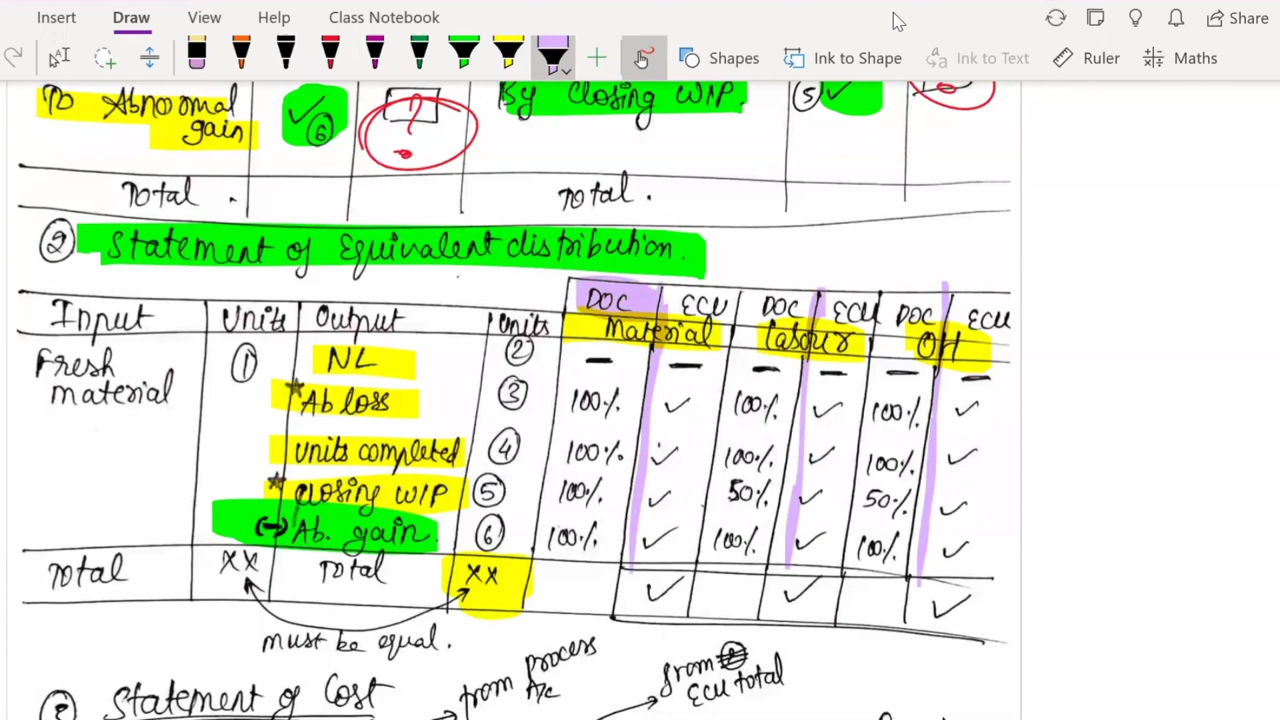 Insert Draw View Help Class Notebook Share
Shapes Ink to Shape Ink to Text Ruler Maths
To Abnormal gain ✓ ⑥ ? By Closing WIP. ⑤ ✓
Total. Total.
② Statement of Equivalent distribution.
Input Units Output Units DOC ECU DOC ECU DOC ECU
Material Labour OH
Fresh material ① NL ② — — — — — —
★ Ab loss ③ 100% ✓ 100% ✓ 100% ✓
Units completed ④ 100% ✓ 100% ✓ 100% ✓
★ Closing WIP ⑤ 100% ✓ 50% ✓ 50% ✓
(-) Ab. gain ⑥ 100% ✓ 100% ✓ 100% ✓
Total XX Total XX ✓ ✓ ✓
must be equal.
from process A/c
from ECU total
Statement of Cost